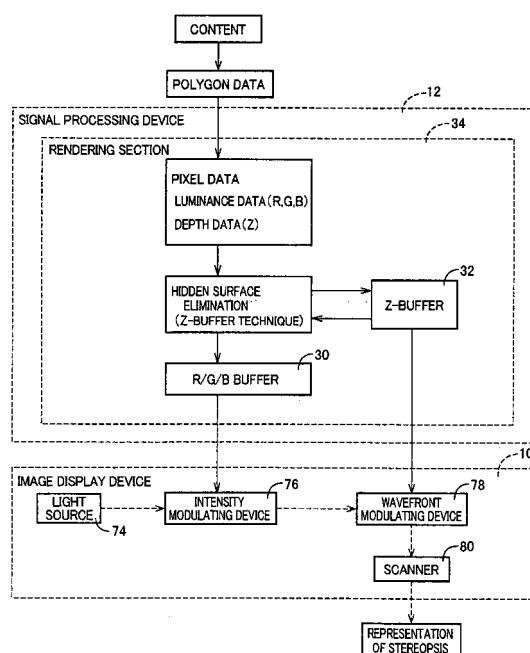 CONTENT
POLYGON DATA
12
SIGNAL PROCESSING DEVICE
34
RENDERING SECTION
PIXEL DATA
LUMINANCE DATA(R,G,B)
DEPTH DATA(Z)
32
HIDDEN SURFACE
ELIMINATION
(Z-BUFFER TECHNIQUE)
Z-BUFFER
30
R/G/B BUFFER
10
IMAGE DISPLAY DEVICE
76
78
LIGHT
SOURCE
74
INTENSITY
MODULATING DEVICE
WAVEFRONT
MODULATING DEVICE
80
SCANNER
REPRESENTATION
OF STEREOPSIS